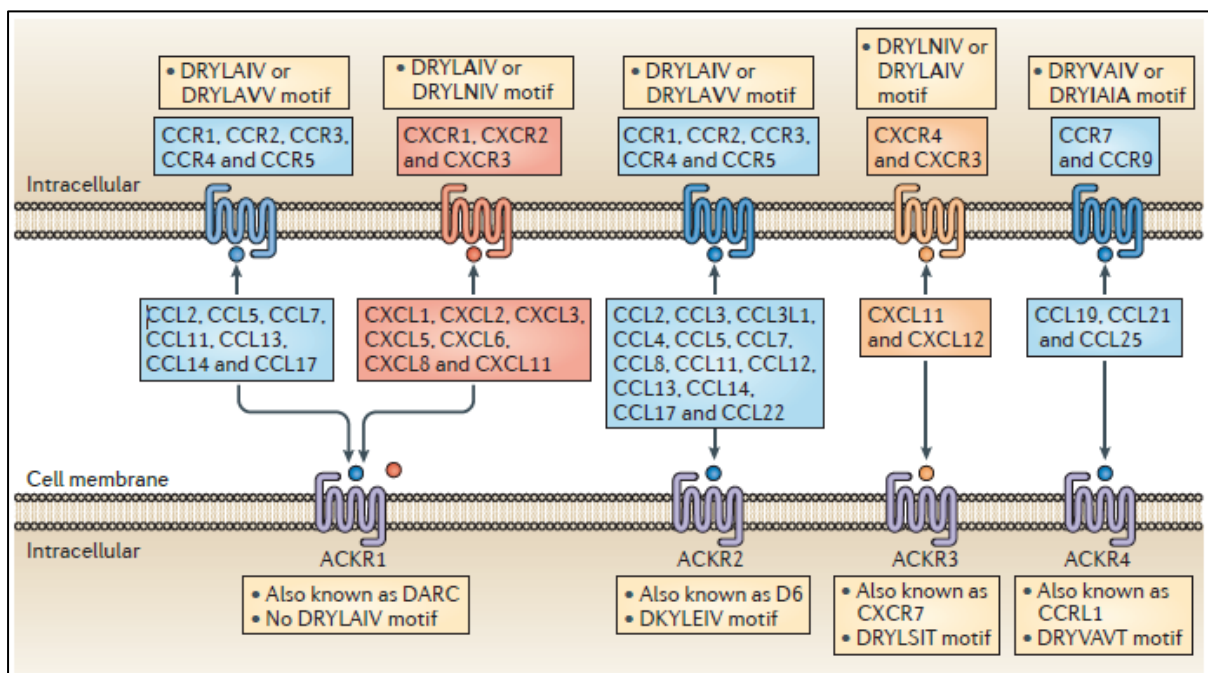 • DRYLAIV or
DRYLAVV motif
• DRYLAIV or
DRYLNIV motif
• DRYLAIV or
DRYLAVV motif
• DRYLNIV or
DRYLAIV
motif
• DRYVAIV or
DRYIAIA motif
CCR1, CCR2, CCR3,
CCR4 and CCR5
CXCR1, CXCR2
and CXCR3
CCR1, CCR2, CCR3,
CCR4 and CCR5
CXCR4
and CXCR3
CCR7
and CCR9
Intracellular
CCL2, CCL5, CCL7,
CCL11, CCL13,
CCL14 and CCL17
CXCL1, CXCL2, CXCL3,
CXCL5, CXCL6,
CXCL8 and CXCL11
CCL2, CCL3, CCL3L1,
CCL4, CCL5, CCL7,
CCL8, CCL11, CCL12,
CCL13, CCL14,
CCL17 and CCL22
CXCL11
and CXCL12
CCL19, CCL21
and CCL25
Cell membrane
Intracellular
ACKR1
ACKR2
ACKR3
ACKR4
• Also known as DARC
• No DRYLAIV motif
• Also known as D6
• DKYLEIV motif
• Also known as
CXCR7
• DRYLSIT motif
• Also known as
CCRL1
• DRYVAVT motif